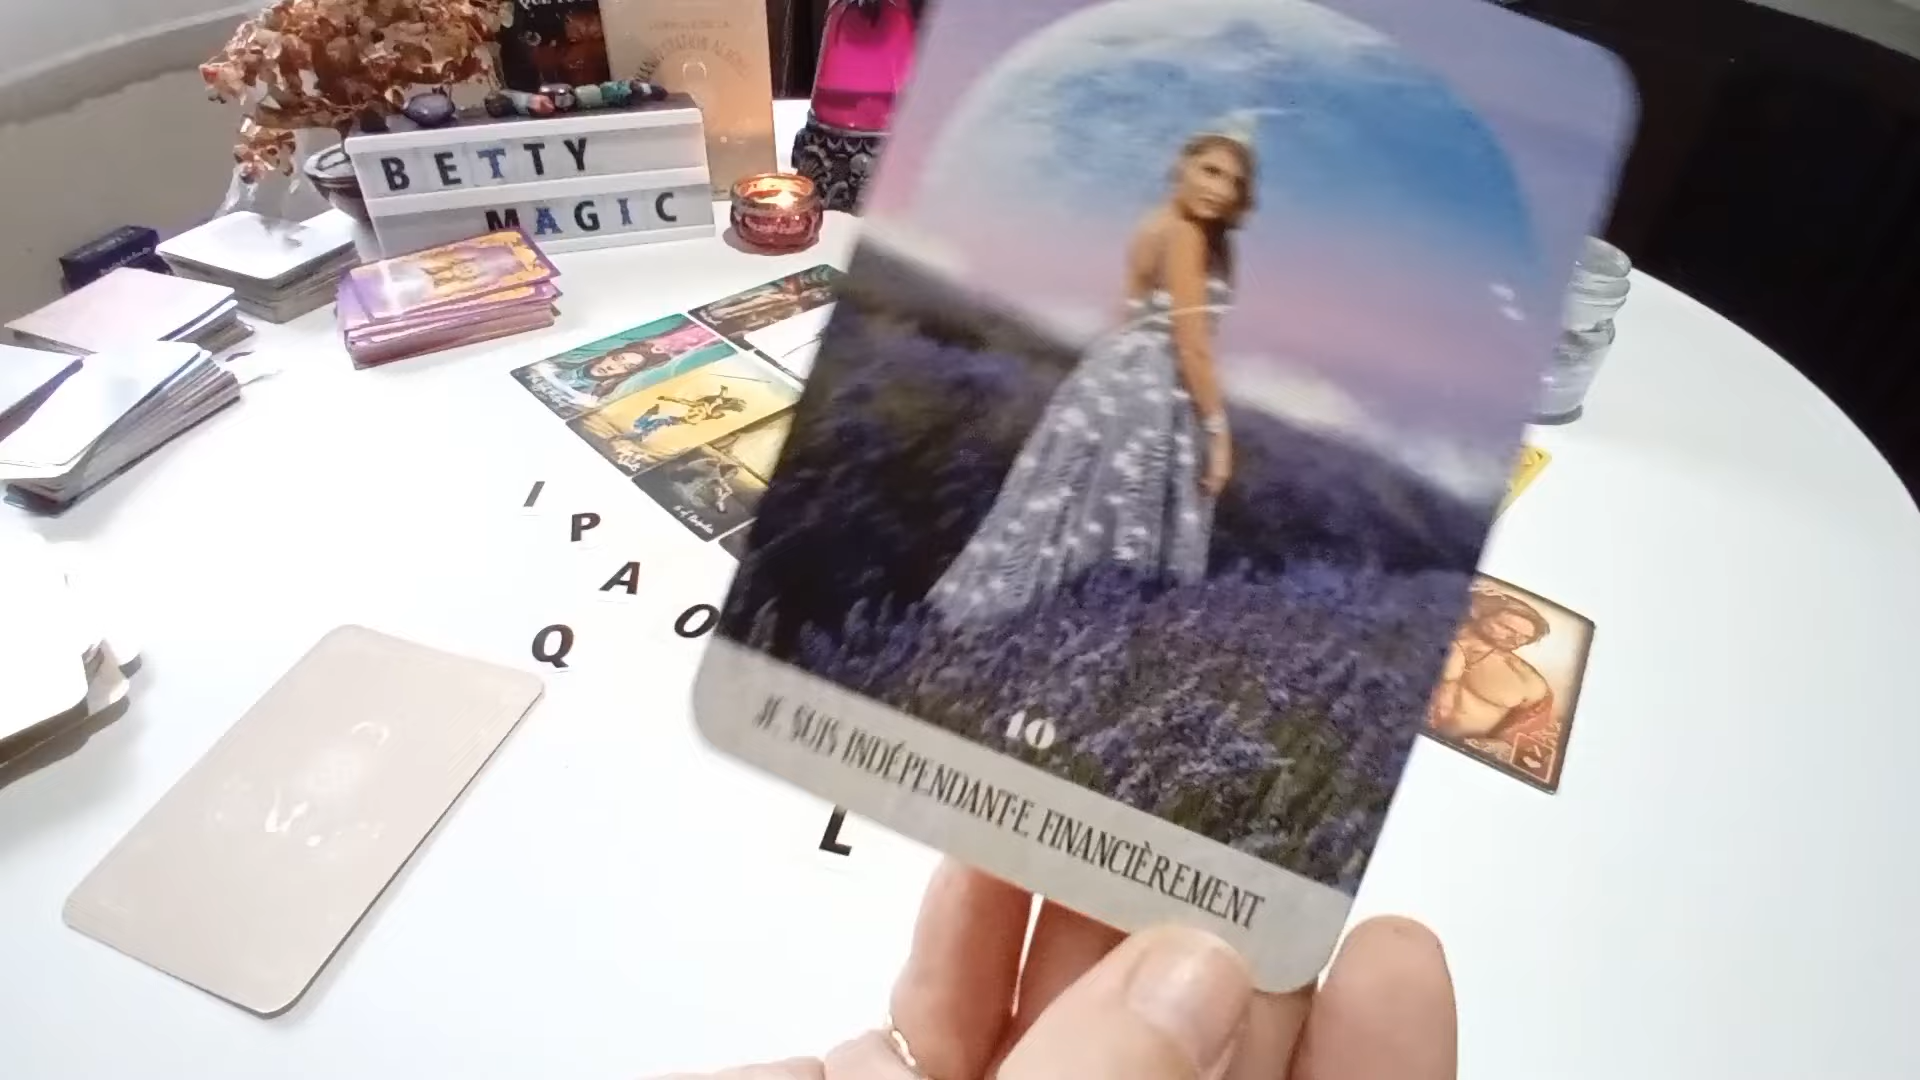 BETTY
MAGIC
I
P
A
O
Q
L
10
JE SUIS INDÉPENDANT·E FINANCIÈREMENT